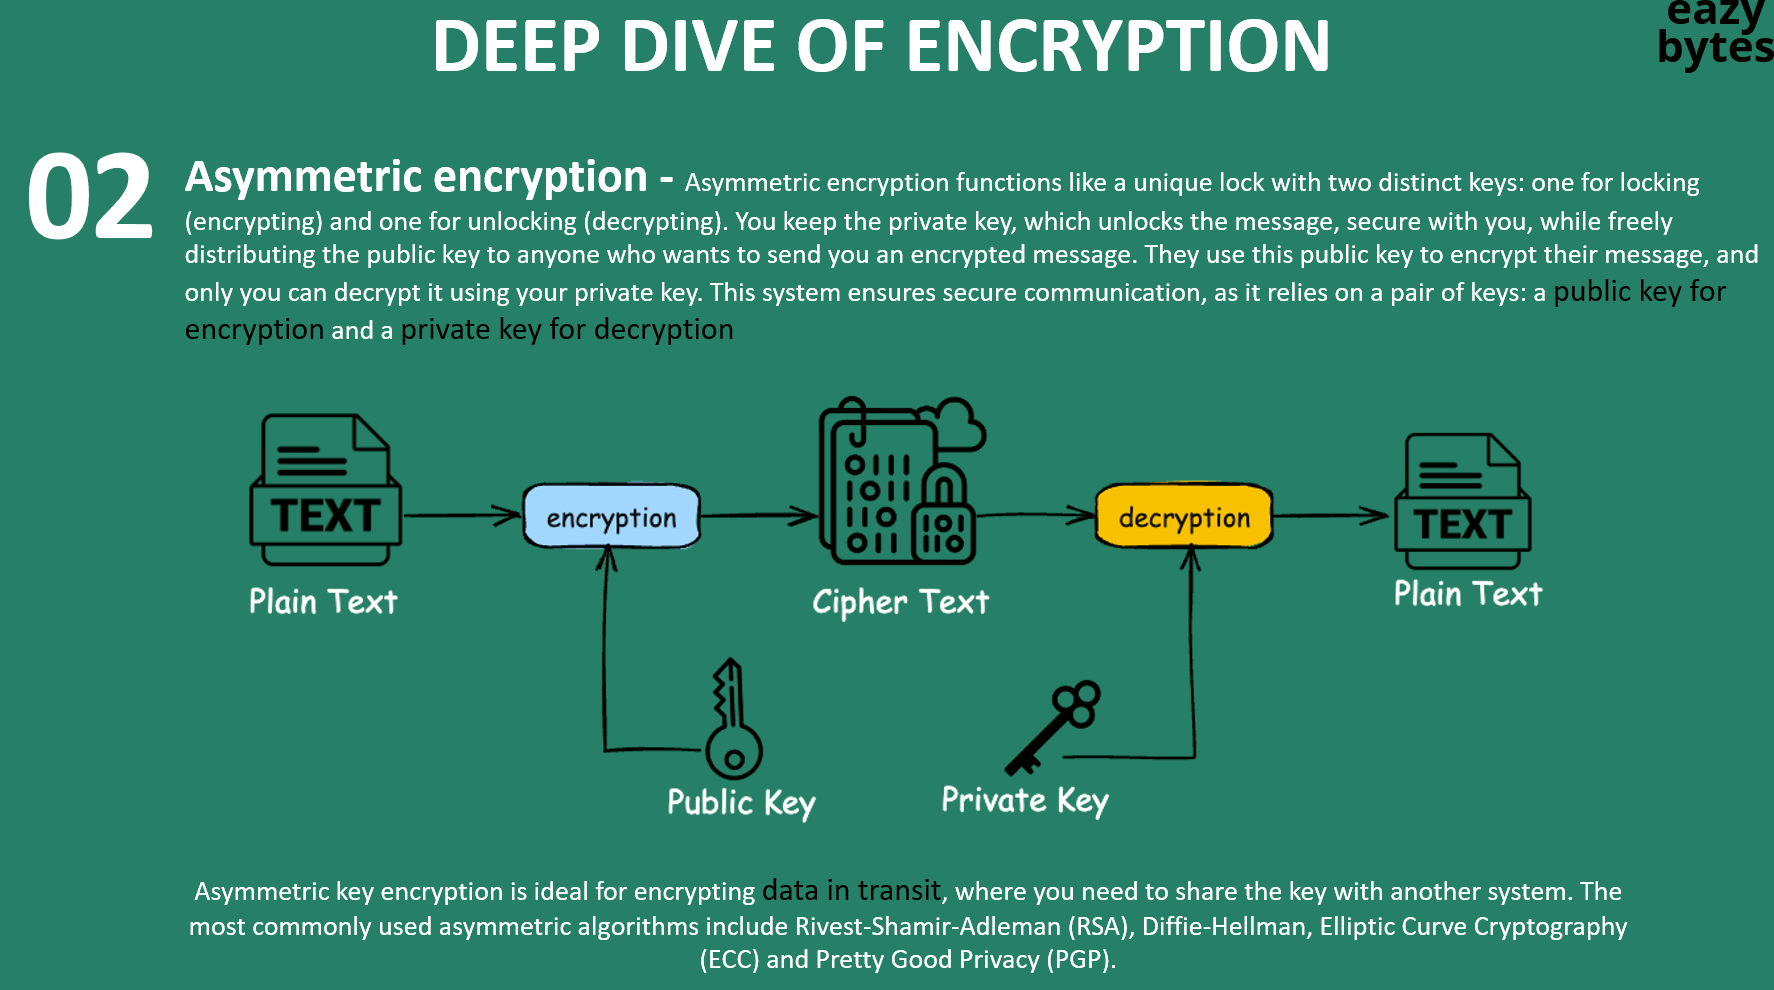 DEEP DIVE OF ENCRYPTION
eazy
bytes
02
Asymmetric encryption - Asymmetric encryption functions like a unique lock with two distinct keys: one for locking
(encrypting) and one for unlocking (decrypting). You keep the private key, which unlocks the message, secure with you, while freely
distributing the public key to anyone who wants to send you an encrypted message. They use this public key to encrypt their message, and
only you can decrypt it using your private key. This system ensures secure communication, as it relies on a pair of keys: a public key for
encryption and a private key for decryption
TEXT
encryption
0111
1011
110
011
101
110
decryption
TEXT
Plain Text
Cipher Text
Plain Text
Public Key
Private Key
Asymmetric key encryption is ideal for encrypting data in transit, where you need to share the key with another system. The
most commonly used asymmetric algorithms include Rivest-Shamir-Adleman (RSA), Diffie-Hellman, Elliptic Curve Cryptography
(ECC) and Pretty Good Privacy (PGP).